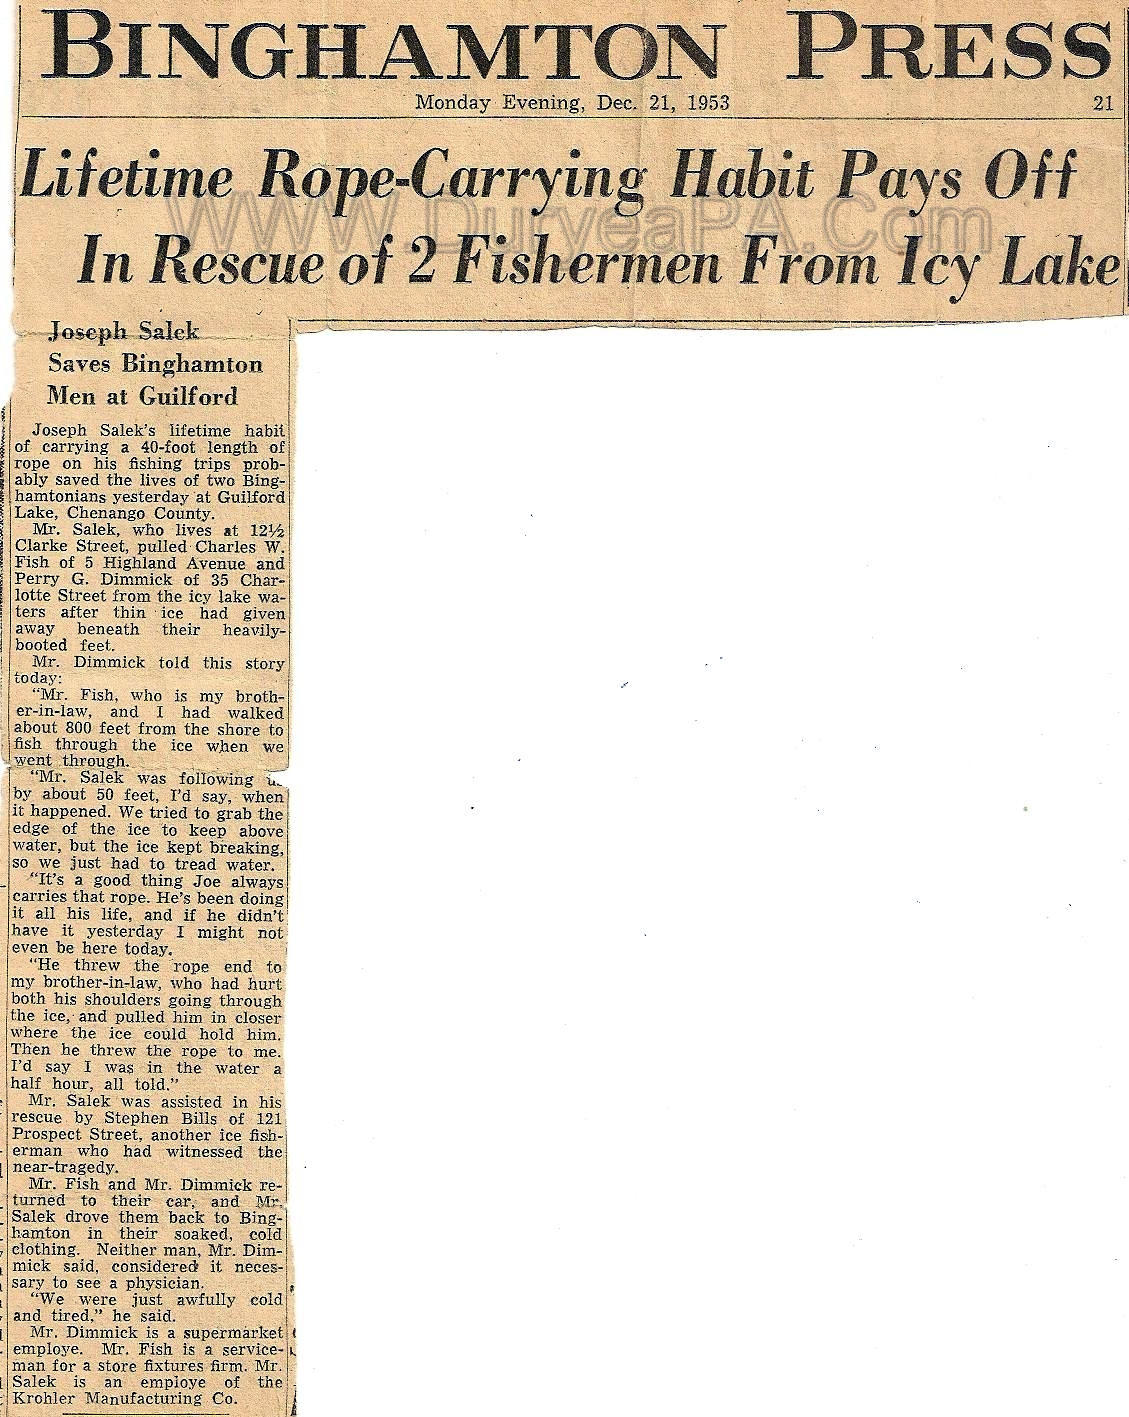 BINGHAMTON PRESS
Monday Evening, Dec. 21, 1953 21
Lifetime Rope-Carrying Habit Pays Off
WWW.DuryeaPA.Com
In Rescue of 2 Fishermen From Icy Lake
Joseph Salek
Saves Binghamton
Men at Guilford
Joseph Salek's lifetime habit
of carrying a 40-foot length of
rope on his fishing trips prob-
ably saved the lives of two Bing-
hamtonians yesterday at Guilford
Lake, Chenango County.
Mr. Salek, who lives at 12½
Clarke Street, pulled Charles W.
Fish of 5 Highland Avenue and
Perry G. Dimmick of 35 Char-
lotte Street from the icy lake wa-
ters after thin ice had given
away beneath their heavily-
booted feet.
Mr. Dimmick told this story
today:
"Mr. Fish, who is my broth-
er-in-law, and I had walked
about 800 feet from the shore to
fish through the ice when we
went through.
"Mr. Salek was following
by about 50 feet, I'd say, when
it happened. We tried to grab the
edge of the ice to keep above
water, but the ice kept breaking,
so we just had to tread water.
"It's a good thing Joe always
carries that rope. He's been doing
it all his life, and if he didn't
have it yesterday I might not
even be here today.
"He threw the rope end to
my brother-in-law, who had hurt
both his shoulders going through
the ice, and pulled him in closer
where the ice could hold him.
Then he threw the rope to me.
I'd say I was in the water a
half hour, all told."
Mr. Salek was assisted in his
rescue by Stephen Bills of 121
Prospect Street, another ice fish-
erman who had witnessed the
near-tragedy.
Mr. Fish and Mr. Dimmick re-
turned to their car, and Mr.
Salek drove them back to Bing-
hamton in their soaked, cold
clothing. Neither man, Mr. Dim-
mick said, considered it neces-
sary to see a physician.
"We were just awfully cold
and tired," he said.
Mr. Dimmick is a supermarket
employe. Mr. Fish is a service-
man for a store fixtures firm. Mr.
Salek is an employe of the
Krohler Manufacturing Co.